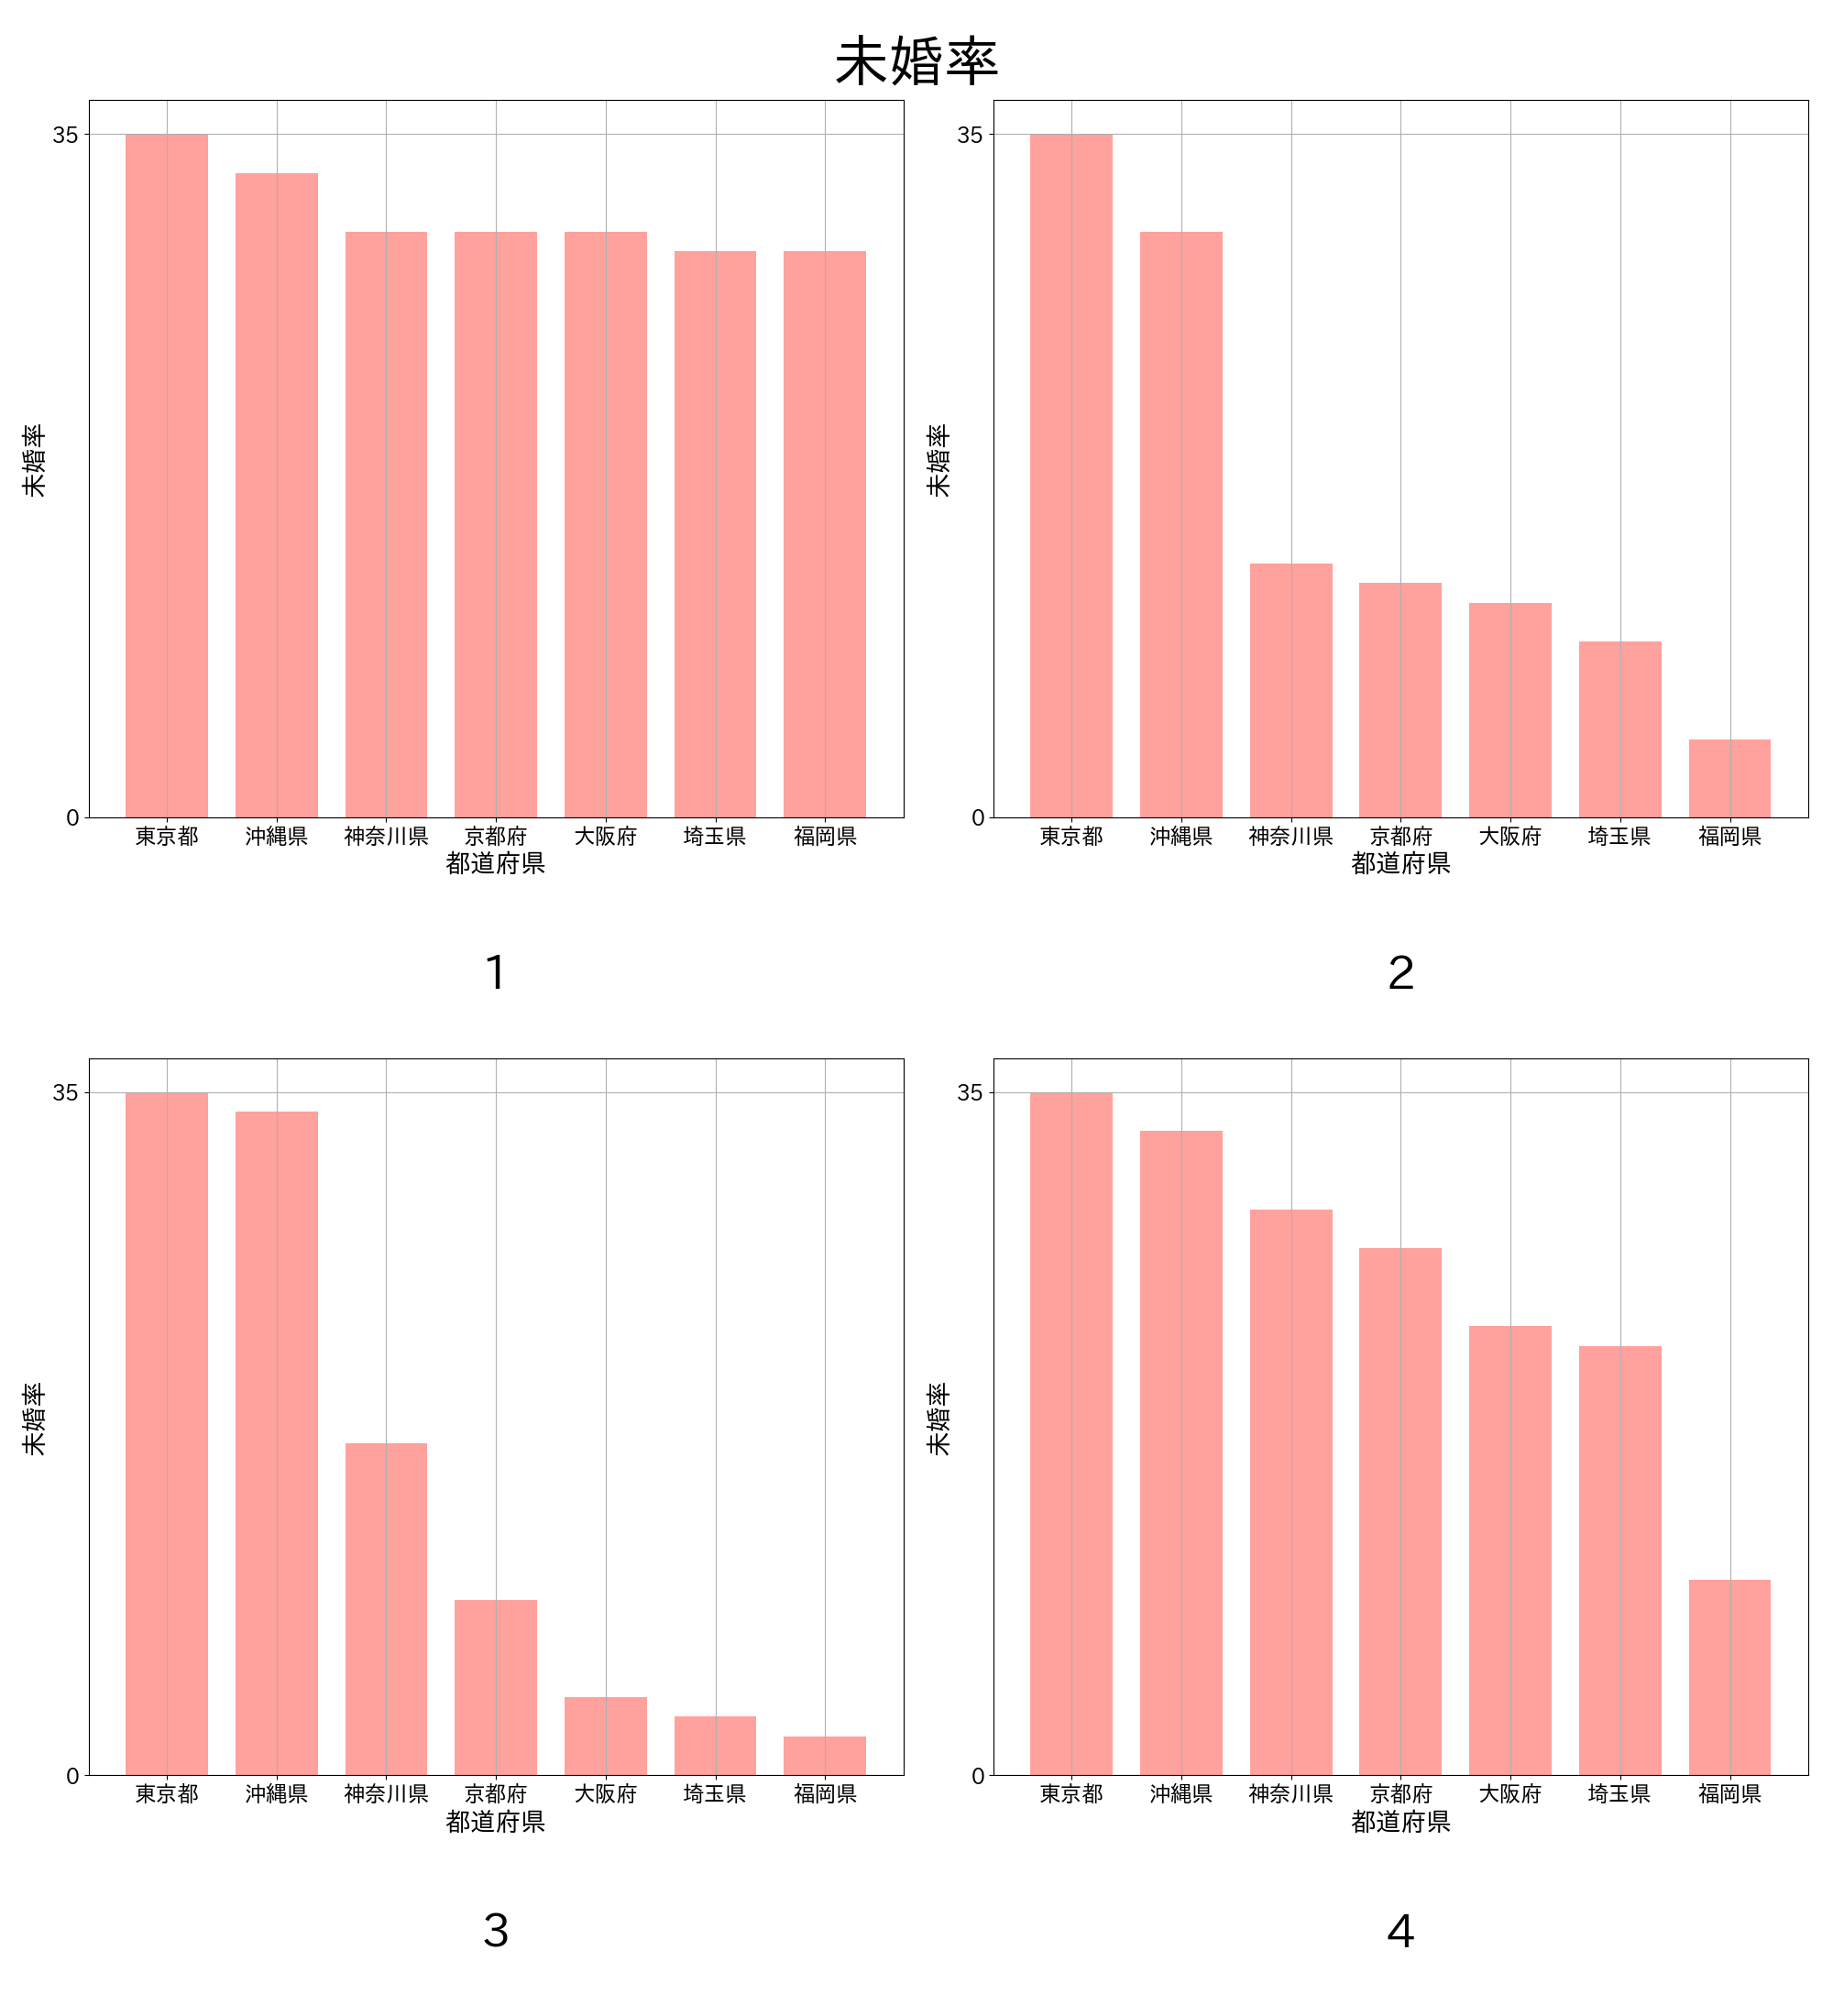 未婚率
35
0
未婚率
東京都 沖縄県 神奈川県 京都府 大阪府 埼玉県 福岡県
都道府県
1
35
0
未婚率
東京都 沖縄県 神奈川県 京都府 大阪府 埼玉県 福岡県
都道府県
2
35
0
未婚率
東京都 沖縄県 神奈川県 京都府 大阪府 埼玉県 福岡県
都道府県
3
35
0
未婚率
東京都 沖縄県 神奈川県 京都府 大阪府 埼玉県 福岡県
都道府県
4